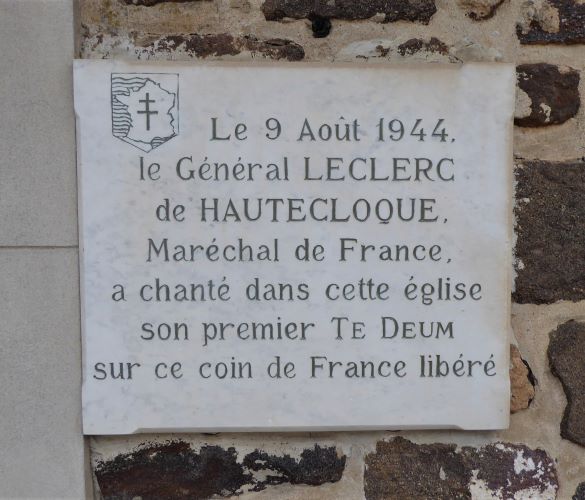 Le 9 Août 1944,
le Général LECLERC
de HAUTECLOQUE,
Maréchal de France,
a chanté dans cette église
son premier TE DEUM
sur ce coin de France libéré